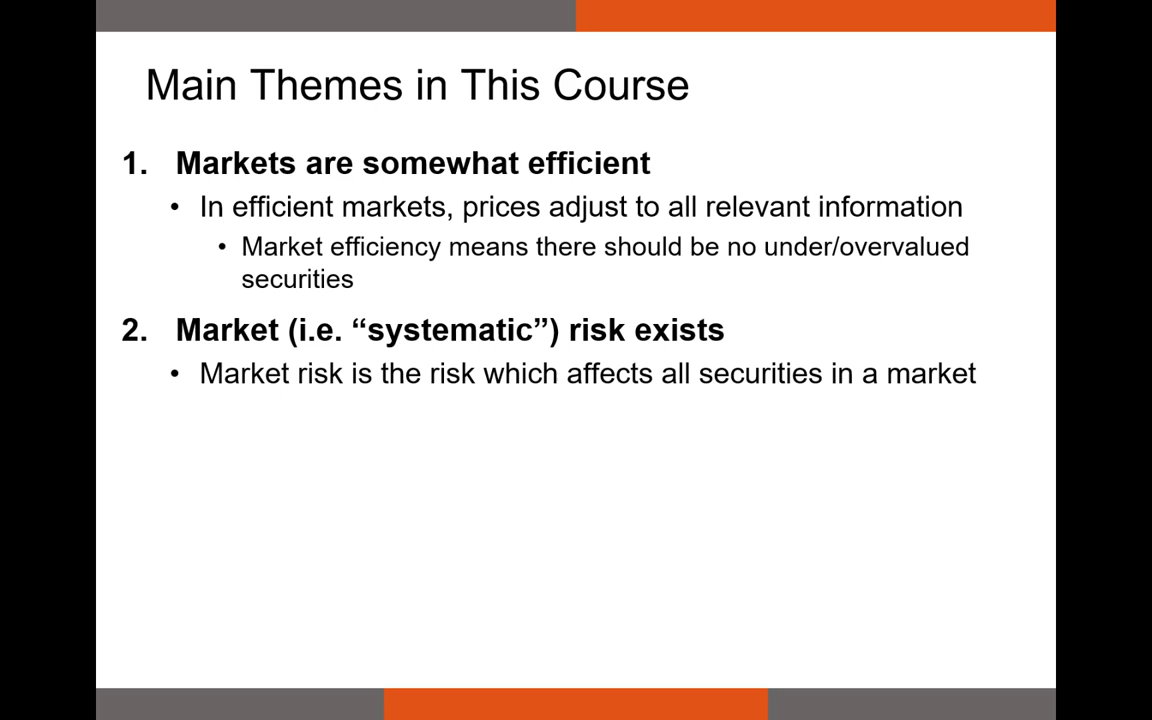 Main Themes in This Course
1. Markets are somewhat efficient
• In efficient markets, prices adjust to all relevant information
• Market efficiency means there should be no under/overvalued
securities
2. Market (i.e. “systematic”) risk exists
• Market risk is the risk which affects all securities in a market